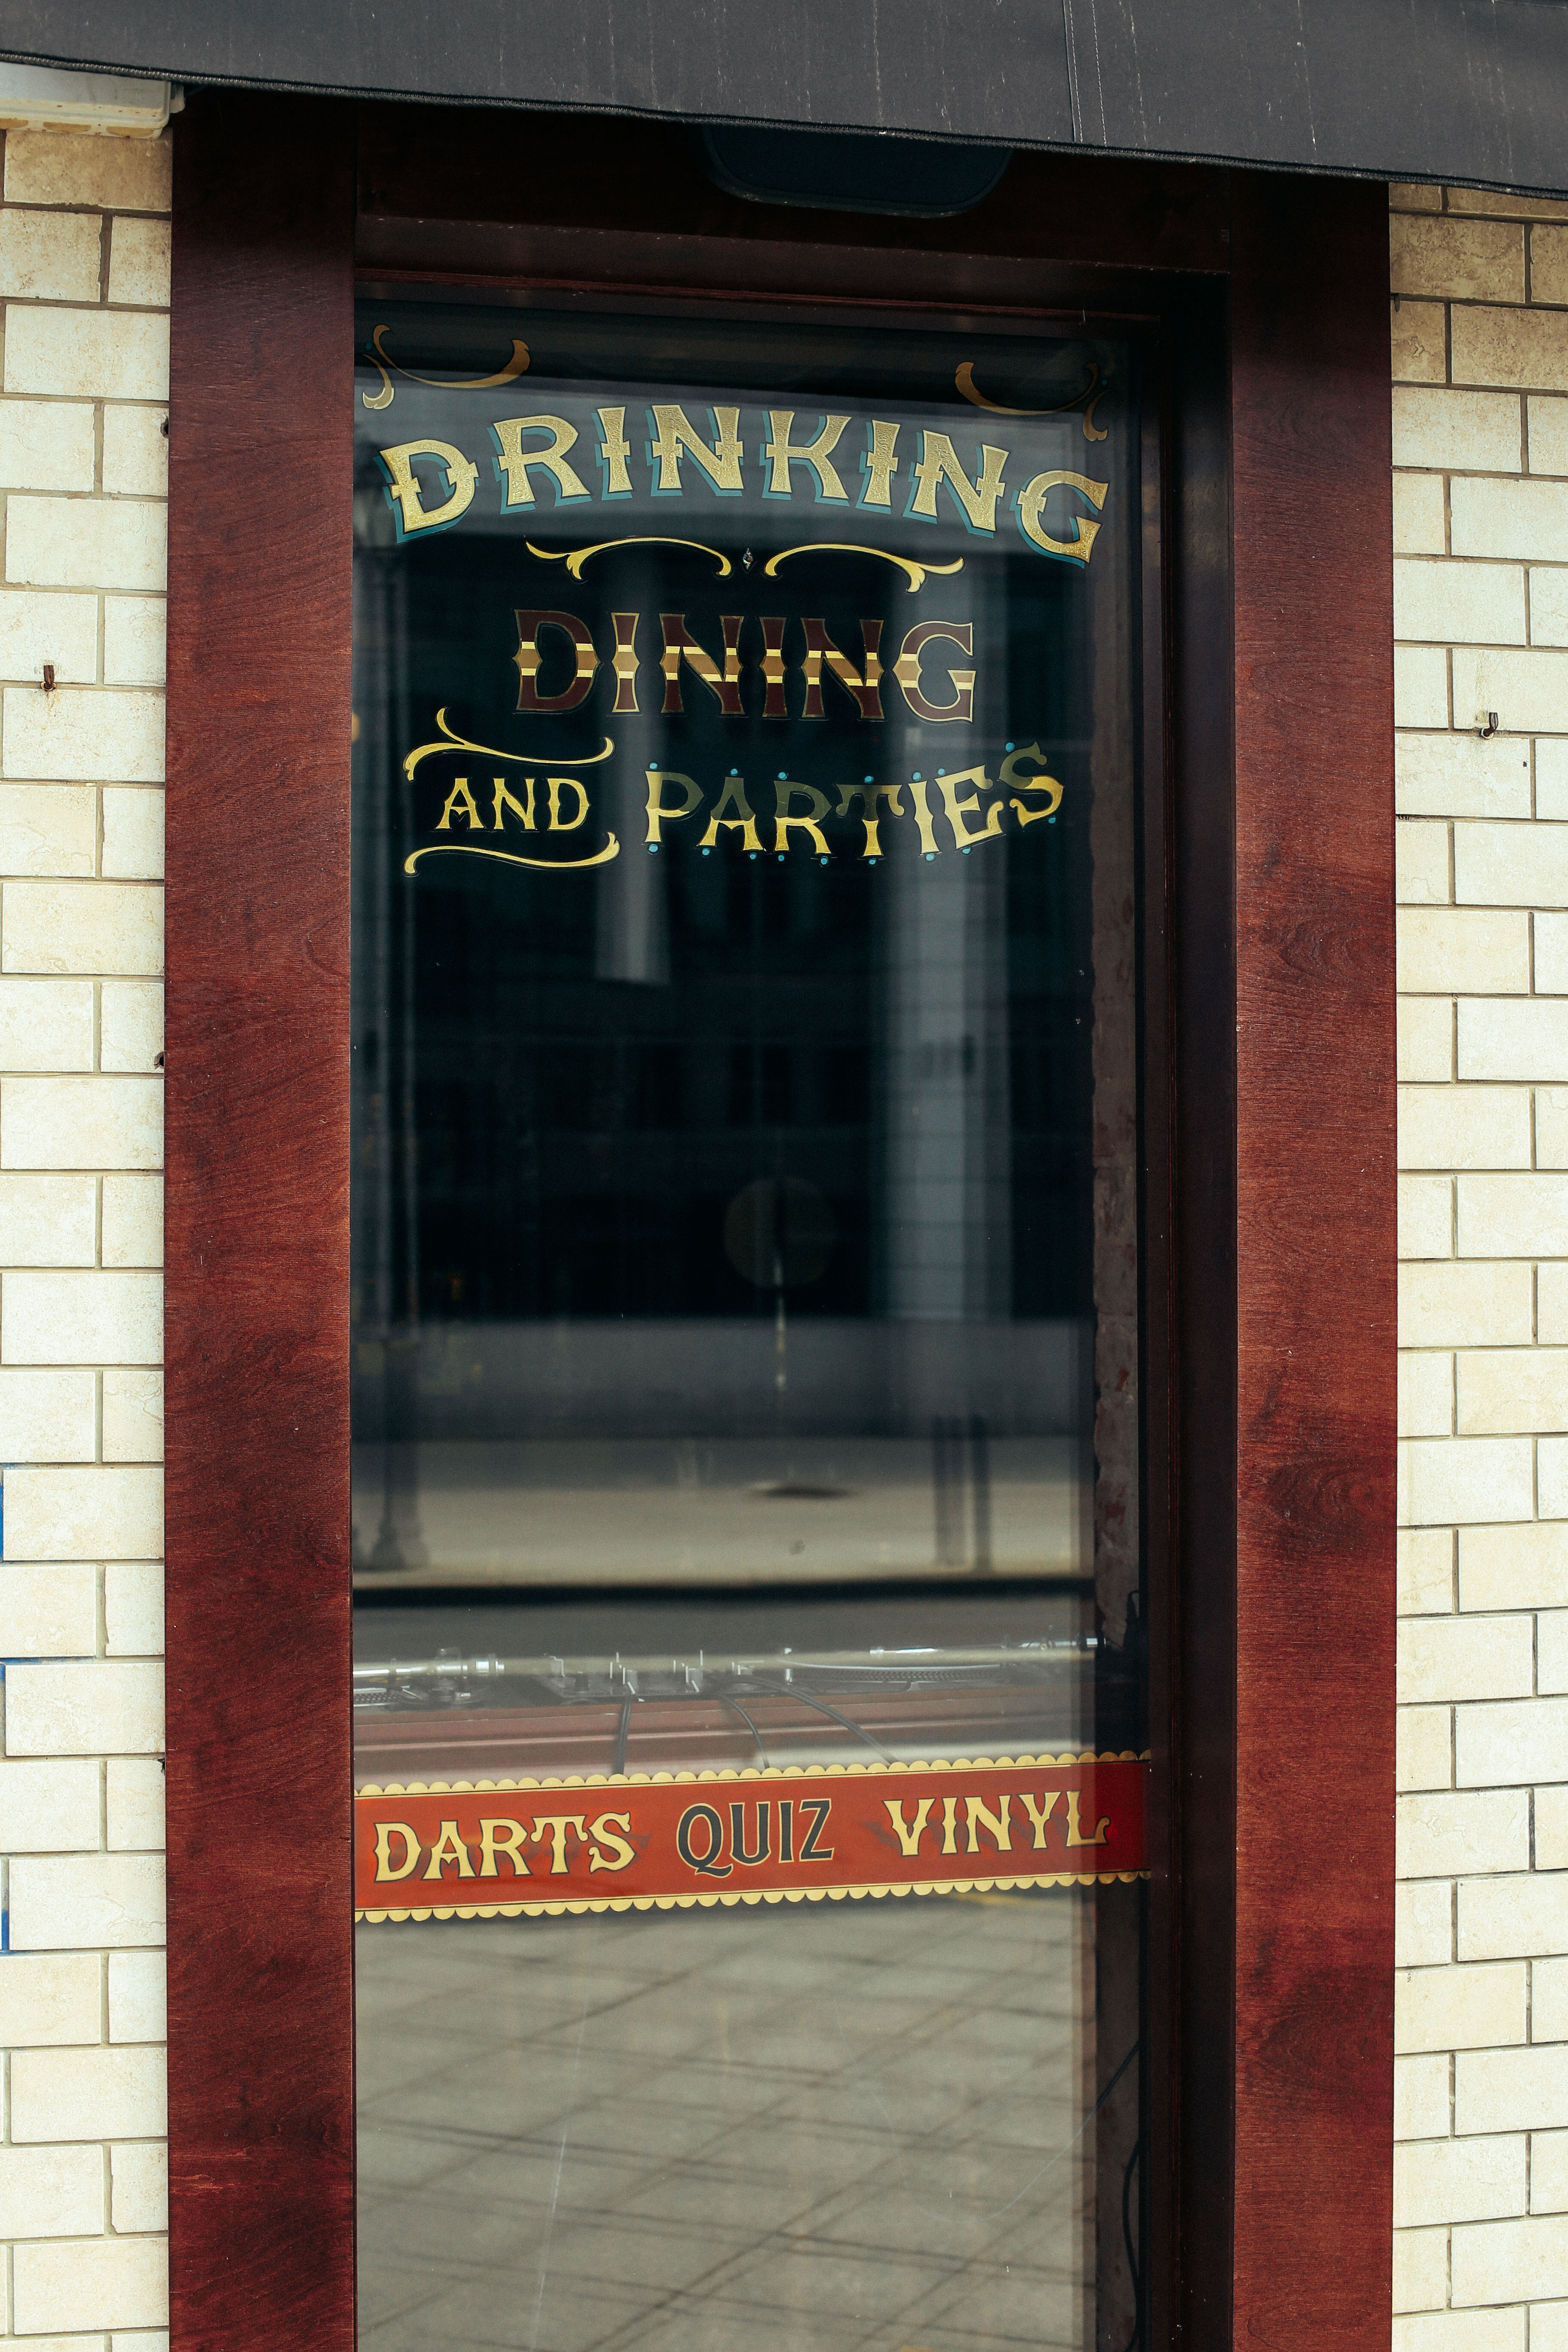 DRINKING
DINING
AND PARTIES
DARTS QUIZ VINYL